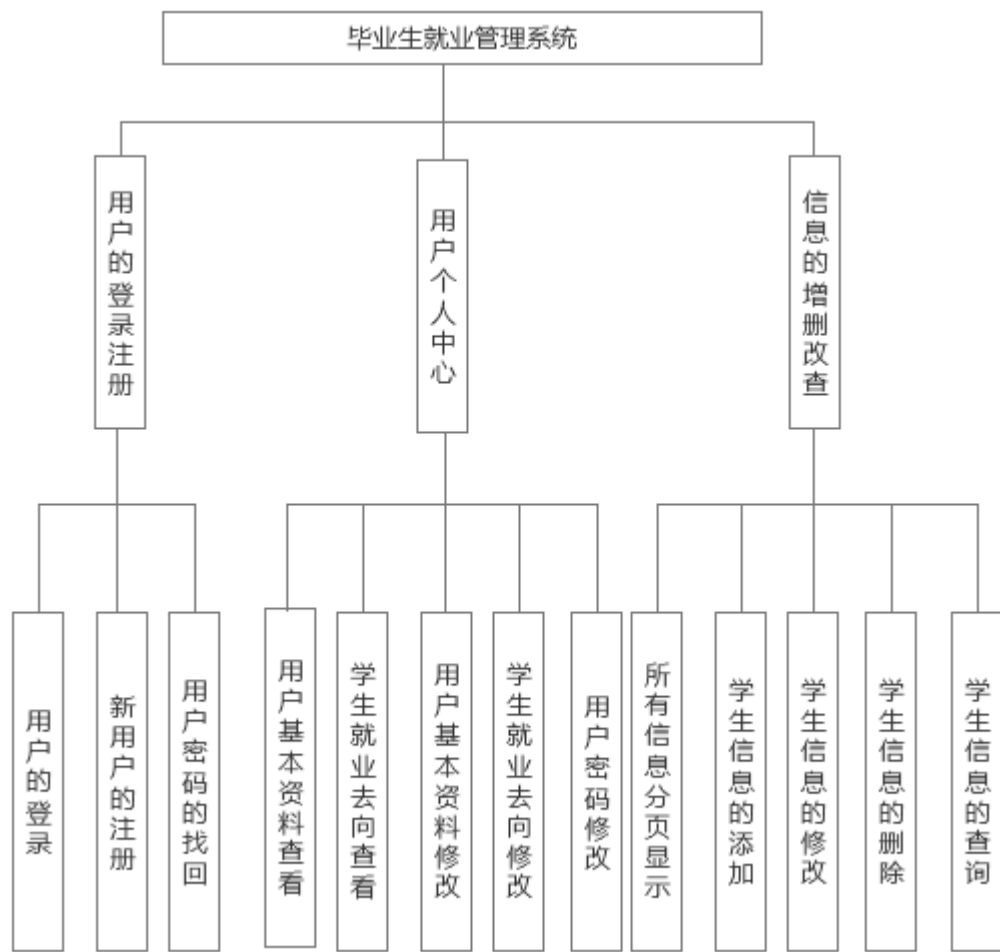 毕业生就业管理系统
用户的登录注册
用户个人中心
信息的增删改查
用户的登录
新用户的注册
用户密码的找回
用户基本资料查看
学生就业去向查看
用户基本资料修改
学生就业去向修改
用户密码修改
所有信息分页显示
学生信息的添加
学生信息的修改
学生信息的删除
学生信息的查询